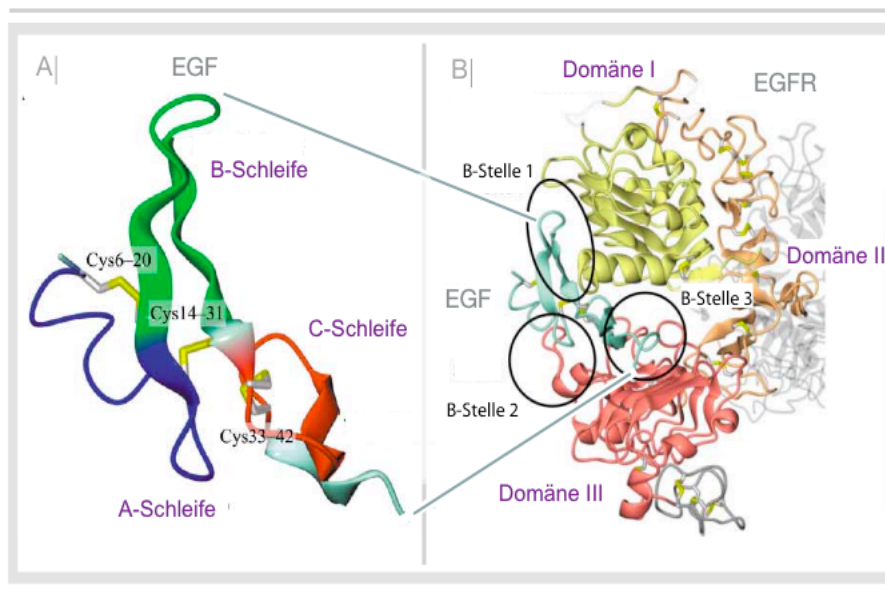 A|
EGF
B-Schleife
Cys6–20
Cys14–31
C-Schleife
Cys33–42
A-Schleife
B|
Domäne I
EGFR
B-Stelle 1
Domäne II
EGF
B-Stelle 3
B-Stelle 2
Domäne III